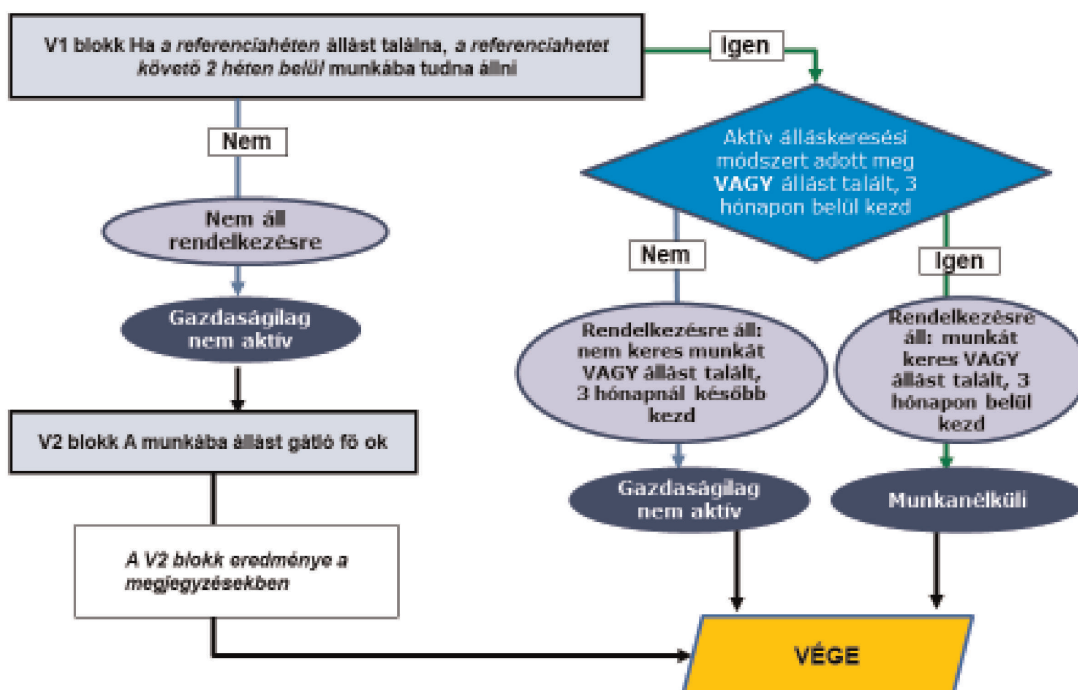 V1 blokk Ha a referenciahéten állást találna, a referenciahetet
követő 2 héten belül munkába tudna állni
Igen
Nem
Aktív álláskeresési
módszert adott meg
VAGY állást talált, 3
hónapon belül kezd
Nem áll
rendelkezésre
Nem
Igen
Gazdaságilag
nem aktív
Rendelkezésre áll:
nem keres munkát
VAGY állást talált,
3 hónapnál később
kezd
Rendelkezésre
áll: munkát
keres VAGY
állást talált, 3
hónapon belül
kezd
V2 blokk A munkába állást gátló fő ok
Gazdaságilag
nem aktív
Munkanélküli
A V2 blokk eredménye a
megjegyzésekben
VÉGE